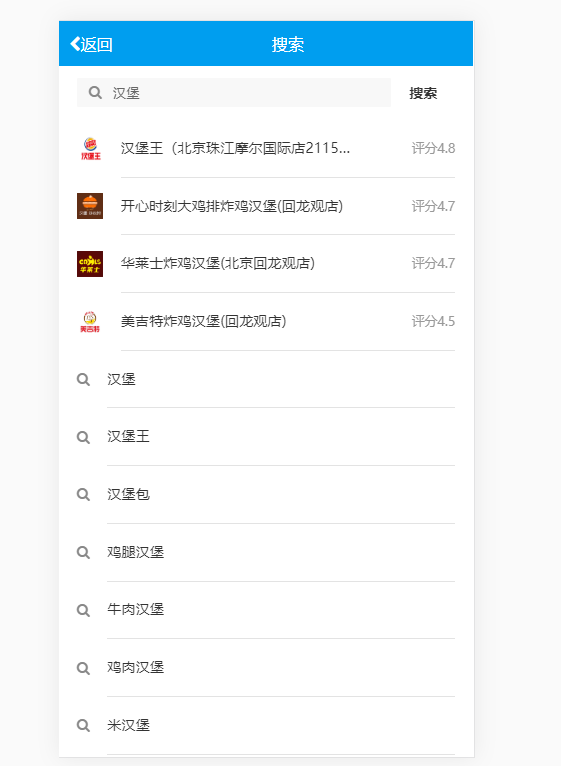 返回 搜索
汉堡 搜索
汉堡王
汉堡王（北京珠江摩尔国际店2115... 评分4.8
开心时刻大鸡排炸鸡汉堡(回龙观店) 评分4.7
华莱士
华莱士炸鸡汉堡(北京回龙观店) 评分4.7
美吉特
美吉特炸鸡汉堡(回龙观店) 评分4.5
汉堡
汉堡王
汉堡包
鸡腿汉堡
牛肉汉堡
鸡肉汉堡
米汉堡